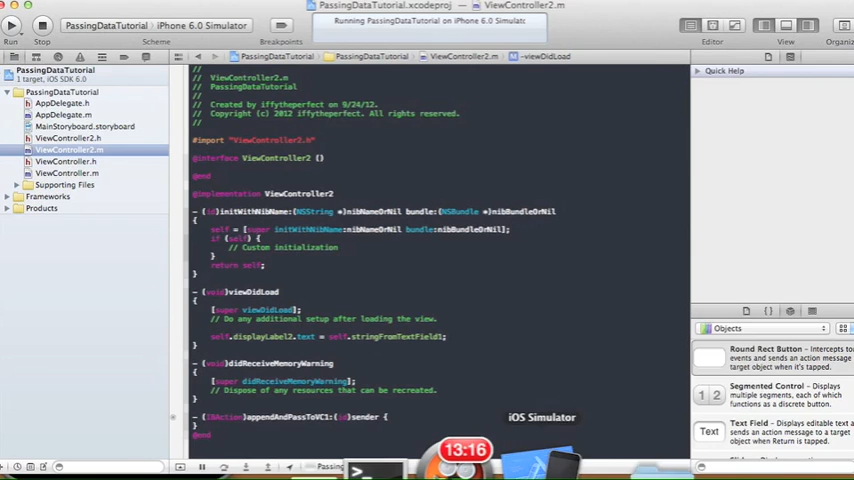 PassingDataTutorial.xcodeproj — ViewController2.m
PassingDataTutorial iPhone 6.0 Simulator
Running PassingDataTutorial on iPhone 6.0 Simulator
Run
Stop
Scheme
Breakpoints
Editor
View
Organiz
PassingDataTutorial
1 target, iOS SDK 6.0
PassingDataTutorial
AppDelegate.h
AppDelegate.m
MainStoryboard.storyboard
ViewController2.h
ViewController2.m
ViewController.h
ViewController.m
Supporting Files
Frameworks
Products
PassingDataTutorial PassingDataTutorial ViewController2.m M -viewDidLoad
//
// ViewController2.m
// PassingDataTutorial
//
// Created by iffytheperfect on 9/24/12.
// Copyright (c) 2012 iffytheperfect. All rights reserved.
//
#import "ViewController2.h"
@interface ViewController2 ()
@end
@implementation ViewController2
- (id)initWithNibName:(NSString *)nibNameOrNil bundle:(NSBundle *)nibBundleOrNil
{
self = [super initWithNibName:nibNameOrNil bundle:nibBundleOrNil];
if (self) {
// Custom initialization
}
return self;
}
- (void)viewDidLoad
{
[super viewDidLoad];
// Do any additional setup after loading the view.
self.displayLabel2.text = self.stringFromTextField1;
}
- (void)didReceiveMemoryWarning
{
[super didReceiveMemoryWarning];
// Dispose of any resources that can be recreated.
}
- (IBAction)appendAndPassToVC1:(id)sender {
}
@end
iOS Simulator
13:16
Passing
Quick Help
Objects
Round Rect Button - Intercepts to
events and sends an action message
target object when it's tapped.
1 2
Segmented Control - Displays
multiple segments, each of which
functions as a discrete button.
Text
Text Field - Displays editable text a
sends an action message to a target
object when Return is tapped.